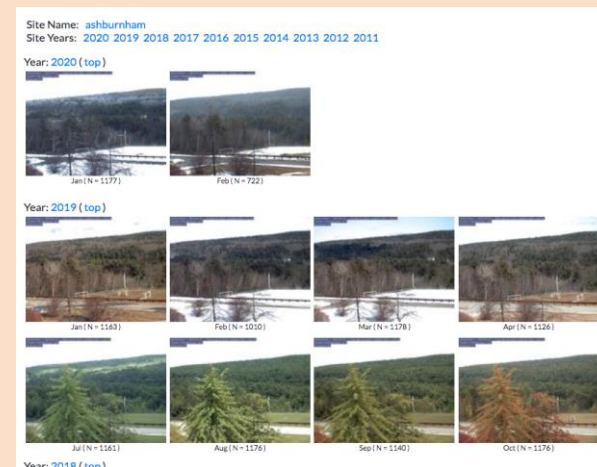 Site Name: ashburnham
Site Years: 2020 2019 2018 2017 2016 2015 2014 2013 2012 2011
Year: 2020 ( top )
Jan ( N = 1177 )
Feb ( N = 722 )
Year: 2019 ( top )
Jan ( N = 1163 )
Feb ( N = 1010 )
Mar ( N = 1178 )
Apr ( N = 1126 )
Jul ( N = 1161 )
Aug ( N = 1176 )
Sep ( N = 1140 )
Oct ( N = 1176 )
Year: 2018 ( top )